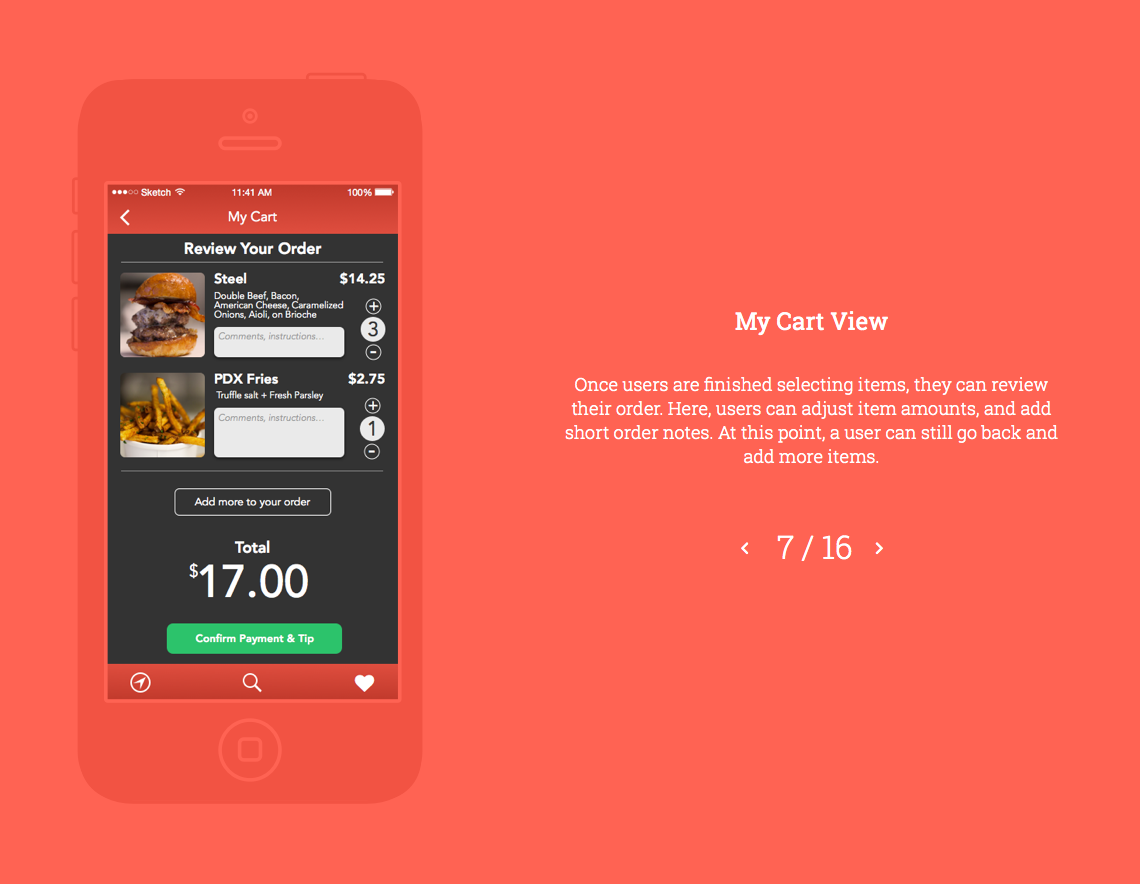 Sketch 11:41 AM 100%
My Cart
Review Your Order
Steel $14.25
Double Beef, Bacon,
American Cheese, Caramelized
Onions, Aioli, on Brioche
Comments, instructions...
3
PDX Fries $2.75
Truffle salt + Fresh Parsley
Comments, instructions...
1
Add more to your order
Total
$17.00
Confirm Payment & Tip
My Cart View
Once users are finished selecting items, they can review
their order. Here, users can adjust item amounts, and add
short order notes. At this point, a user can still go back and
add more items.
7 / 16